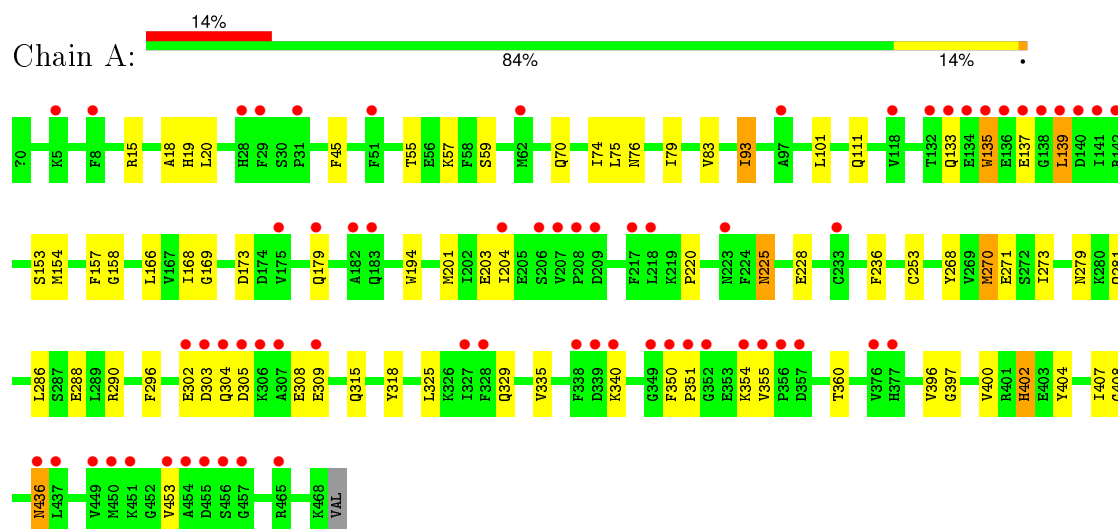 14%
Chain A:
84%
14%
?0 K5 F8 R15 A18 H19 L20 H28 F29 S30 P31 F45 F51 T55 E56 K57 F58 S59 M62 Q70 I74 L75 N76 I79 V83 I93 A97 L101 Q111 V118 T132 Q133 E134 W135 E136 E137 G138 L139 D140 I141
S153 M154 F157 G158 L166 V167 I168 G169 D173 D174 V175 Q179 A182 Q183 W194 M201 I202 E203 I204 E205 S206 V207 P208 D209 F217 L218 K219 P220 N223 F224 N225 E228 C233 F236 C253 Y268 V269 M270 E271 S272 I273 N279 K280
L286 S287 E288 L289 R290 F296 E302 D303 Q304 D305 K306 A307 E308 E309 Q315 Y318 L325 K326 I327 F328 Q329 V335 F338 D339 K340 G349 F350 P351 G352 E353 K354 V355 P356 D357 T360 V376 H377 V396 G397 V400 R401 H402 E403 Y404 I407
N436 L437 V449 M450 K451 G452 V453 A454 D455 S456 G457 R465 K468 VAL